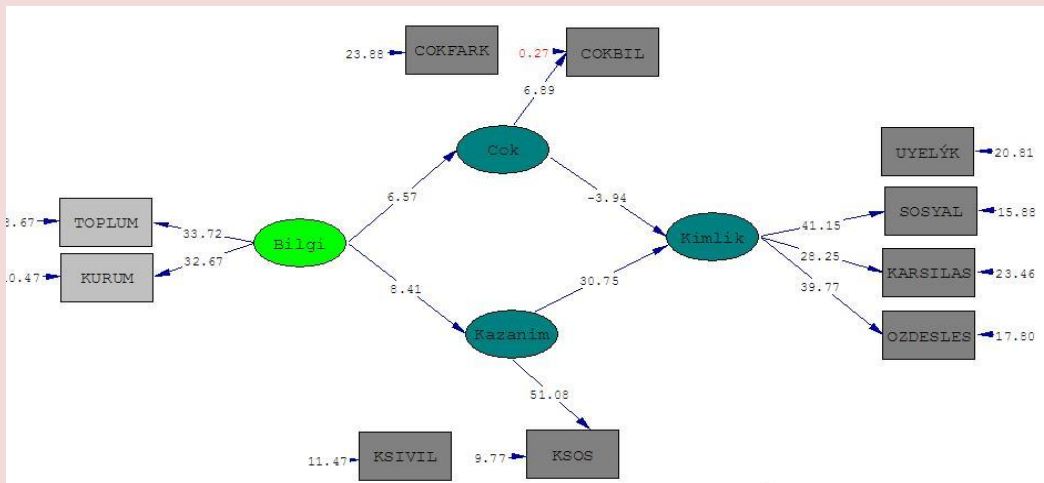 23.88 COKFARK
0.27 COKBIL
6.89
Cok
UYELÝK 20.81
6.57
-3.94
SOSYAL 15.88
TOPLUM
33.72
41.15
Bilgi
Kimlik
32.67
28.25
KURUM
KARSILAS 23.46
8.41
30.75
39.77
Kazanim
OZDESLES 17.80
51.08
11.47 KSIVIL
9.77 KSOS